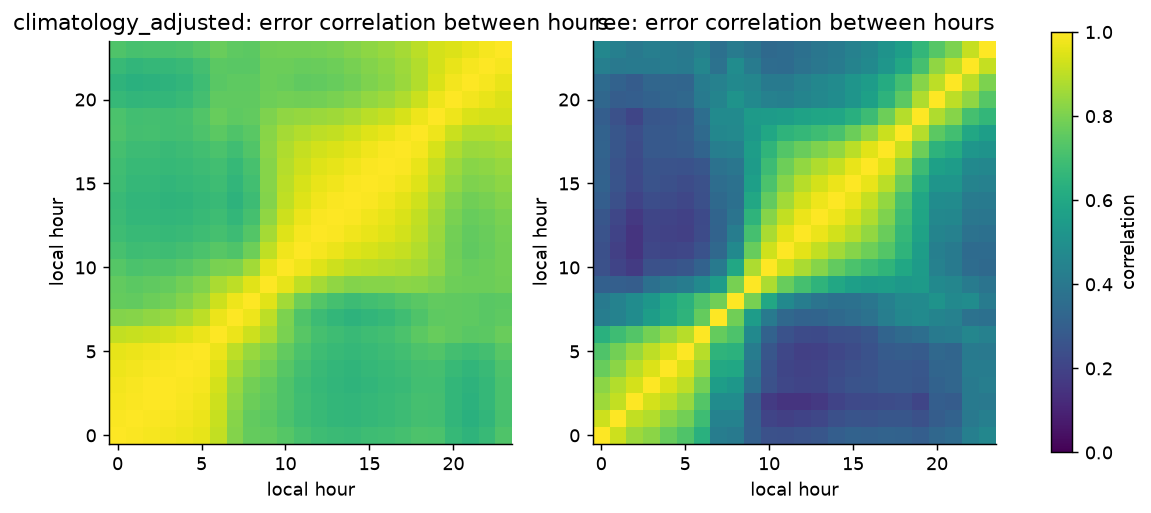 climatology_adjusted: error correlation between hours
ree: error correlation between hours
local hour
20
15
10
5
0
0 5 10 15 20
local hour
local hour
20
15
10
5
0
0 5 10 15 20
local hour
1.0
0.8
0.6
0.4
0.2
0.0
correlation